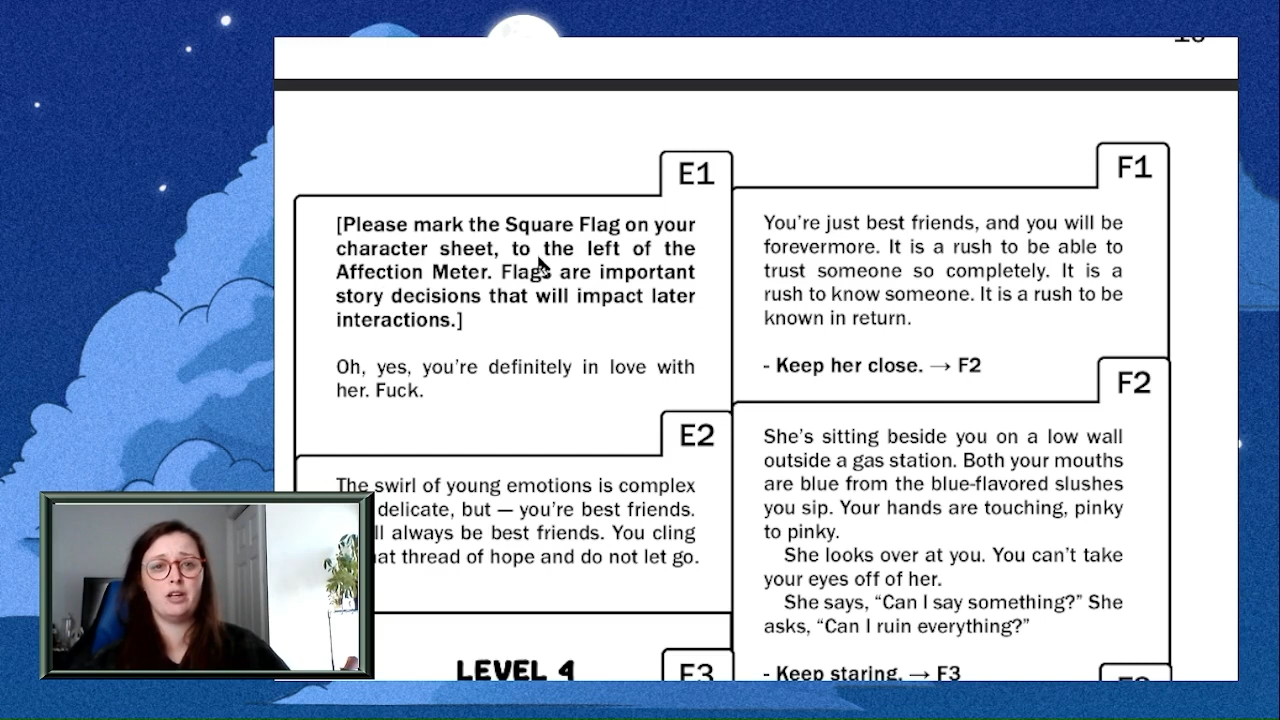 E1
[Please mark the Square Flag on your
character sheet, to the left of the
Affection Meter. Flags are important
story decisions that will impact later
interactions.]
Oh, yes, you’re definitely in love with
her. Fuck.
E2
The swirl of young emotions is complex
delicate, but — you’re best friends.
always be best friends. You cling
thread of hope and do not let go.
LEVEL 4
E3
F1
You’re just best friends, and you will be
forevermore. It is a rush to be able to
trust someone so completely. It is a
rush to know someone. It is a rush to be
known in return.
- Keep her close. → F2
F2
She’s sitting beside you on a low wall
outside a gas station. Both your mouths
are blue from the blue-flavored slushes
you sip. Your hands are touching, pinky
to pinky.
She looks over at you. You can’t take
your eyes off of her.
She says, “Can I say something?” She
asks, “Can I ruin everything?”
- Keep staring. → F3